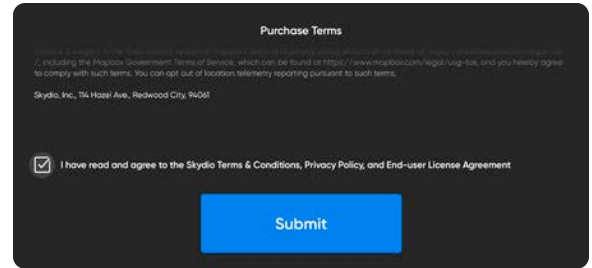 Purchase Terms
/, including the Mapbox Government Terms of Service, which can be found at https://www.mapbox.com/legal/usg-tos, and you hereby agree
to comply with such terms. You can opt out of location telemetry reporting pursuant to such terms.
Skydio, Inc., 114 Hazel Ave., Redwood City, 94061
I have read and agree to the Skydio Terms & Conditions, Privacy Policy, and End-user License Agreement
Submit